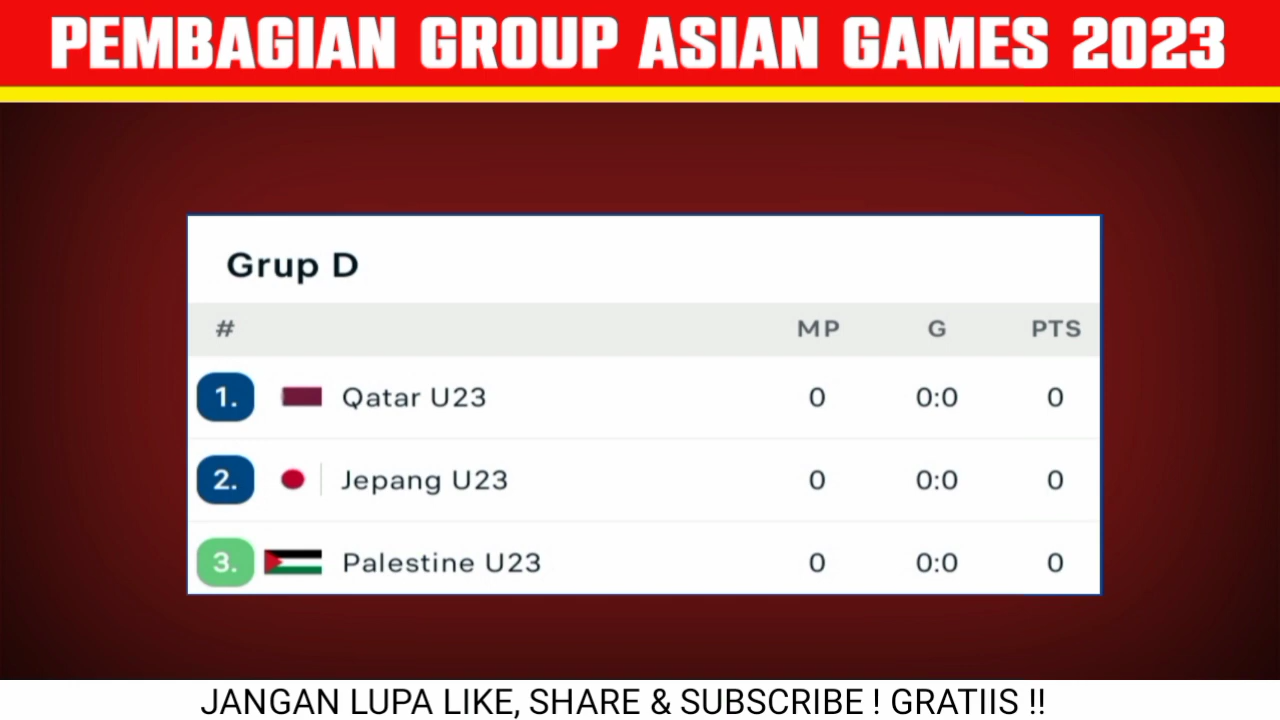 PEMBAGIAN GROUP ASIAN GAMES 2023
Grup D
# MP G PTS
1. Qatar U23 0 0:0 0
2. Jepang U23 0 0:0 0
3. Palestine U23 0 0:0 0
JANGAN LUPA LIKE, SHARE & SUBSCRIBE ! GRATIIS !!